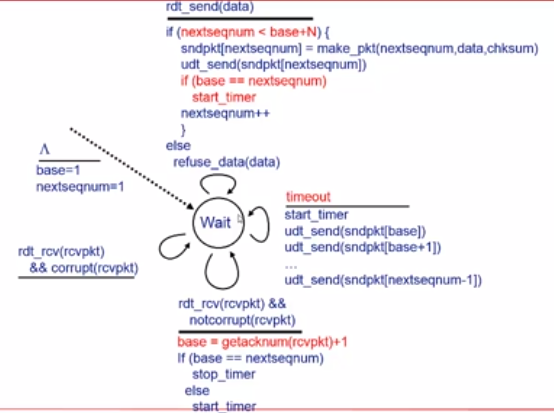 rdt_send(data)
if (nextseqnum < base+N) {
sndpkt[nextseqnum] = make_pkt(nextseqnum,data,chksum)
udt_send(sndpkt[nextseqnum])
if (base == nextseqnum)
start_timer
nextseqnum++
}
else
refuse_data(data)
Λ
base=1
nextseqnum=1
Wait
timeout
start_timer
udt_send(sndpkt[base])
udt_send(sndpkt[base+1])
…
udt_send(sndpkt[nextseqnum-1])
rdt_rcv(rcvpkt)
&& corrupt(rcvpkt)
rdt_rcv(rcvpkt) &&
notcorrupt(rcvpkt)
base = getacknum(rcvpkt)+1
If (base == nextseqnum)
stop_timer
else
start_timer